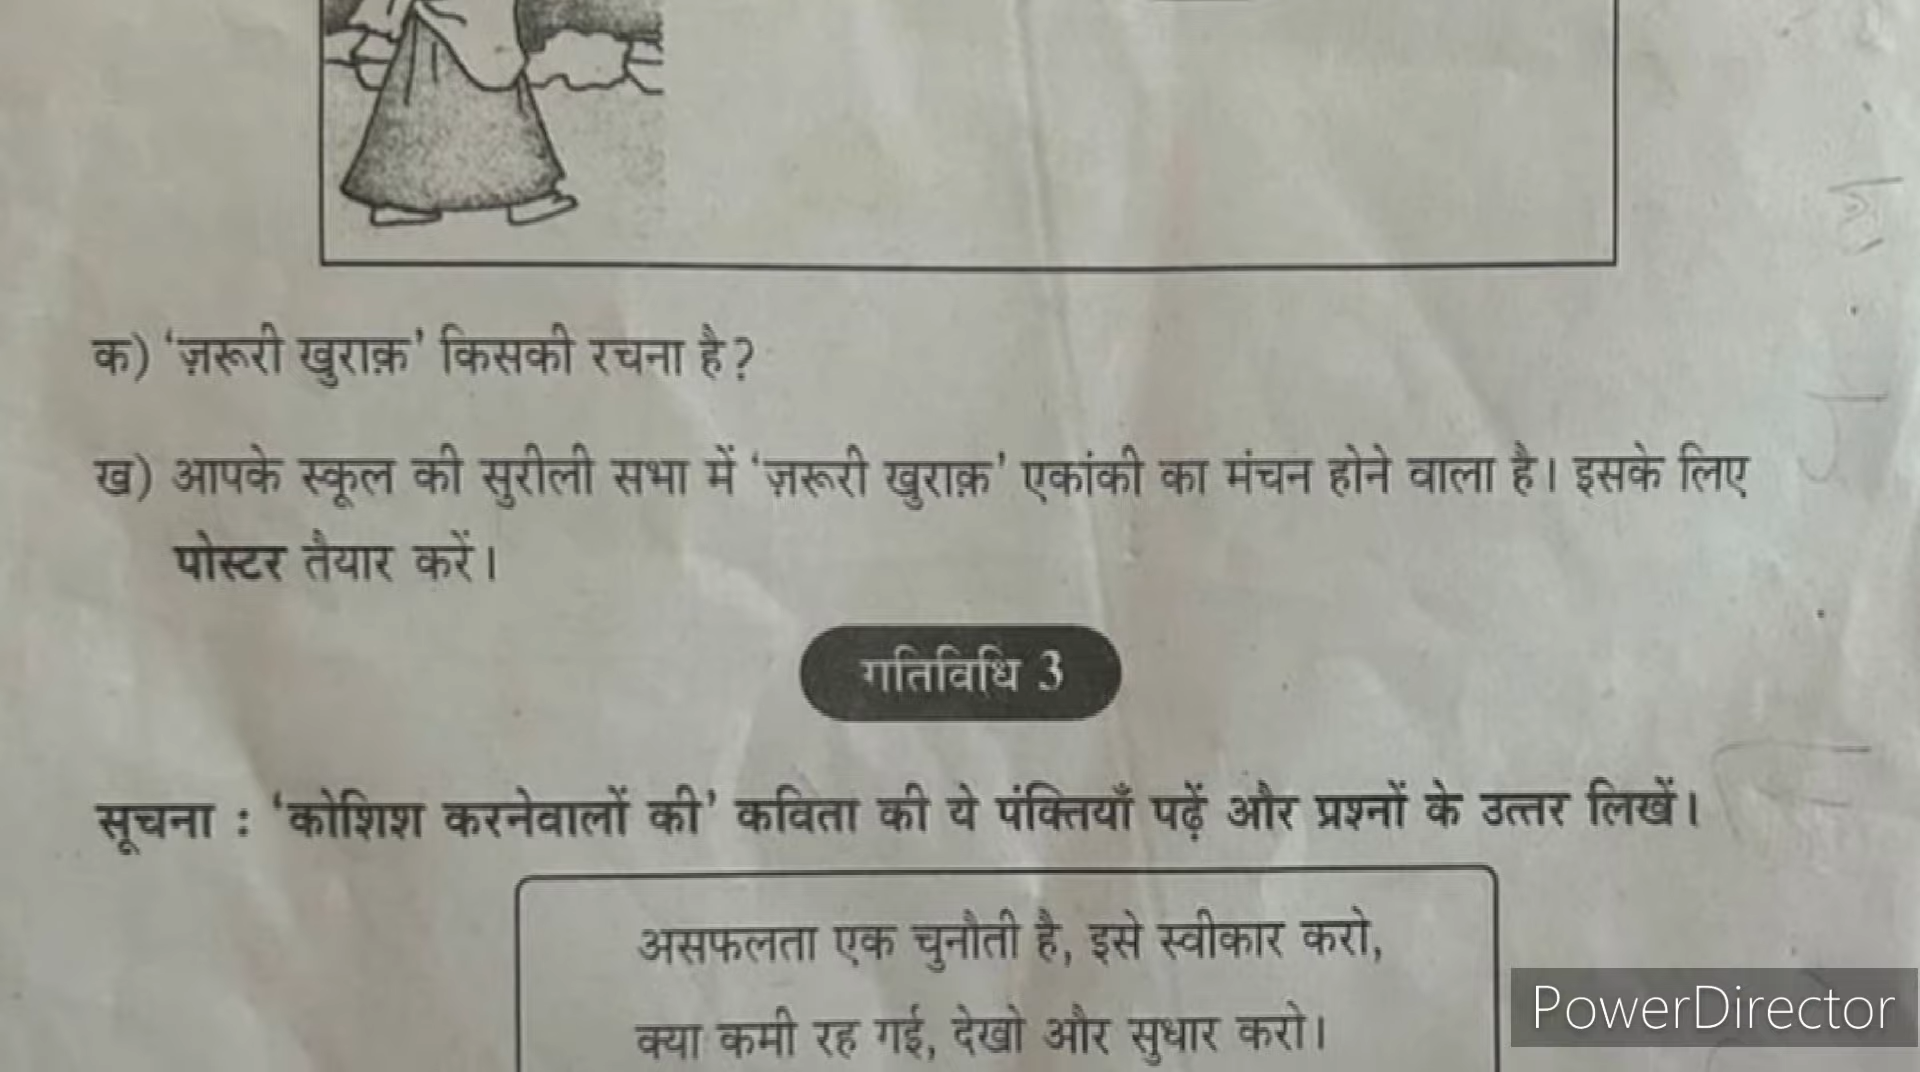 क) ‘ज़रूरी खुराक़’ किसकी रचना है?
ख) आपके स्कूल की सुरीली सभा में ‘ज़रूरी खुराक़’ एकांकी का मंचन होने वाला है। इसके लिए
पोस्टर तैयार करें।
गतिविधि 3
सूचना : ‘कोशिश करनेवालों की’ कविता की ये पंक्तियाँ पढ़ें और प्रश्नों के उत्तर लिखें।
असफलता एक चुनौती है, इसे स्वीकार करो,
क्या कमी रह गई, देखो और सुधार करो।
PowerDirector